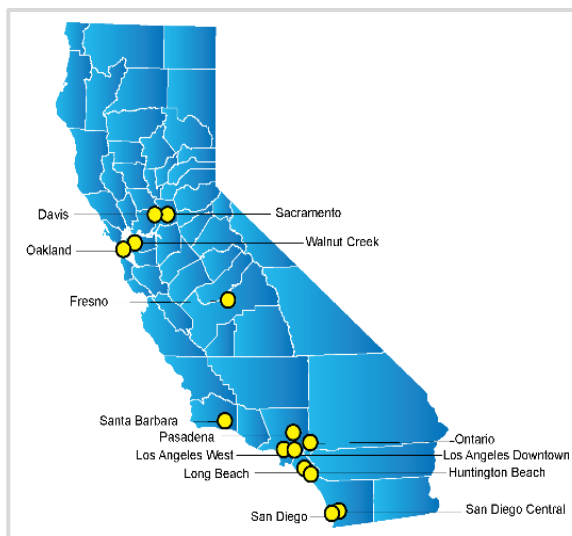 Davis
Sacramento
Walnut Creek
Oakland
Fresno
Santa Barbara
Pasadena
Ontario
Los Angeles West
Los Angeles Downtown
Long Beach
Huntington Beach
San Diego
San Diego Central